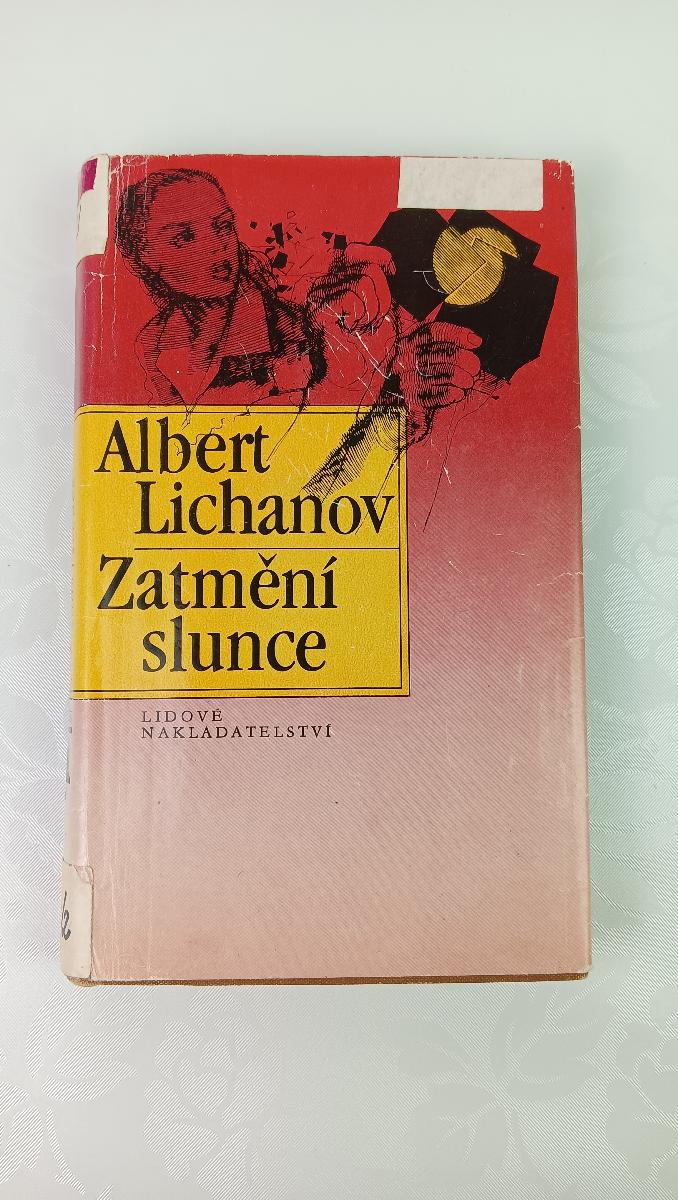 Albert
Lichanov
Zatmění
slunce
LIDOVÉ
NAKLADATELSTVÍ